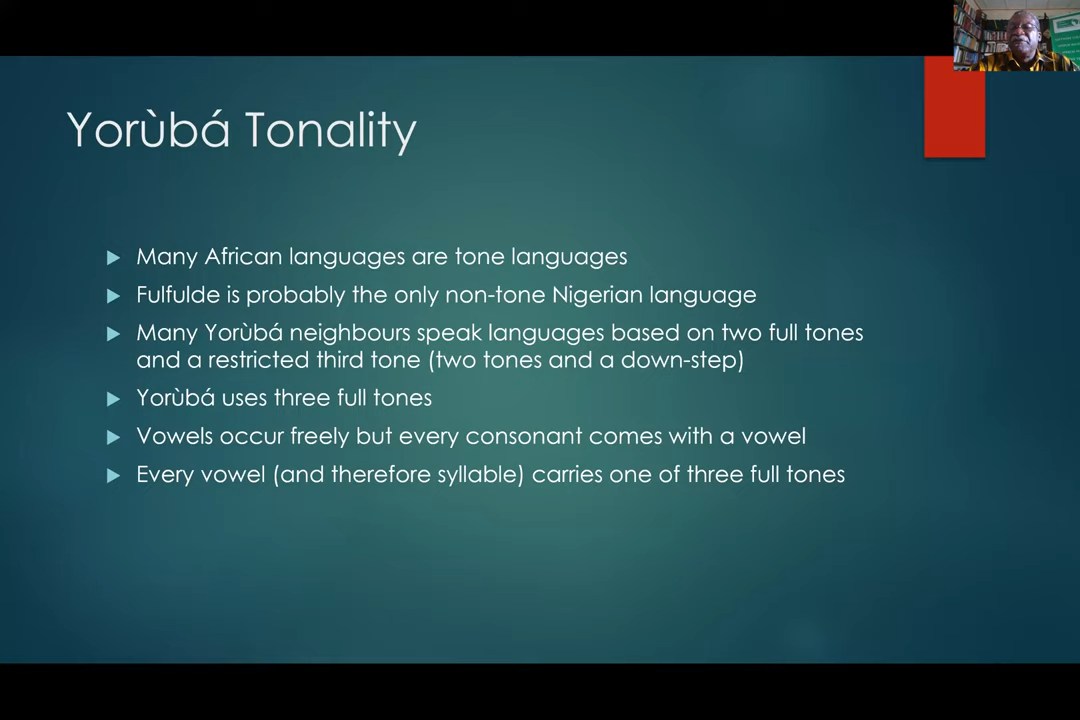 Yorùbá Tonality
Many African languages are tone languages
Fulfulde is probably the only non-tone Nigerian language
Many Yorùbá neighbours speak languages based on two full tones
and a restricted third tone (two tones and a down-step)
Yorùbá uses three full tones
Vowels occur freely but every consonant comes with a vowel
Every vowel (and therefore syllable) carries one of three full tones